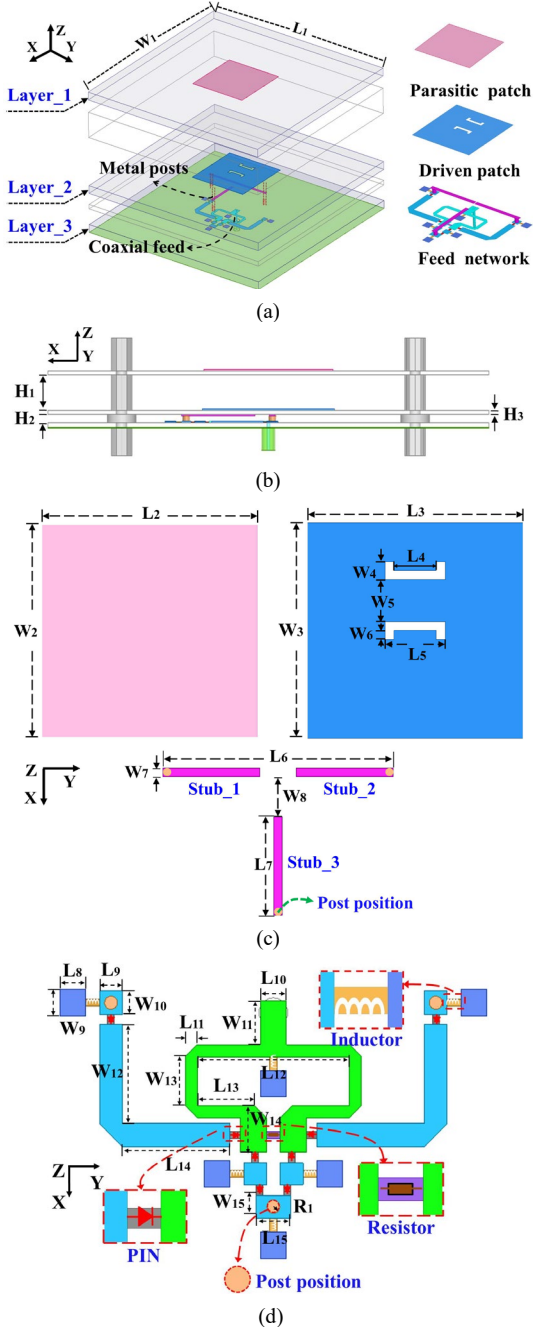 Z
X
Y
W1
L1
Layer_1
Parasitic patch
Layer_2
Metal posts
Driven patch
Layer_3
Coaxial feed
Feed network
(a)
Z
X
Y
H1
H2
H3
(b)
L2
L3
W2
W3
W4
L4
W5
W6
L5
Z
Y
X
L6
W7
Stub_1
Stub_2
W8
L7
Stub_3
Post position
(c)
L8
L9
L10
W9
W10
W11
Inductor
L11
W12
W13
L12
L13
W14
L14
Z
Y
X
W15
R1
L15
PIN
Resistor
Post position
(d)